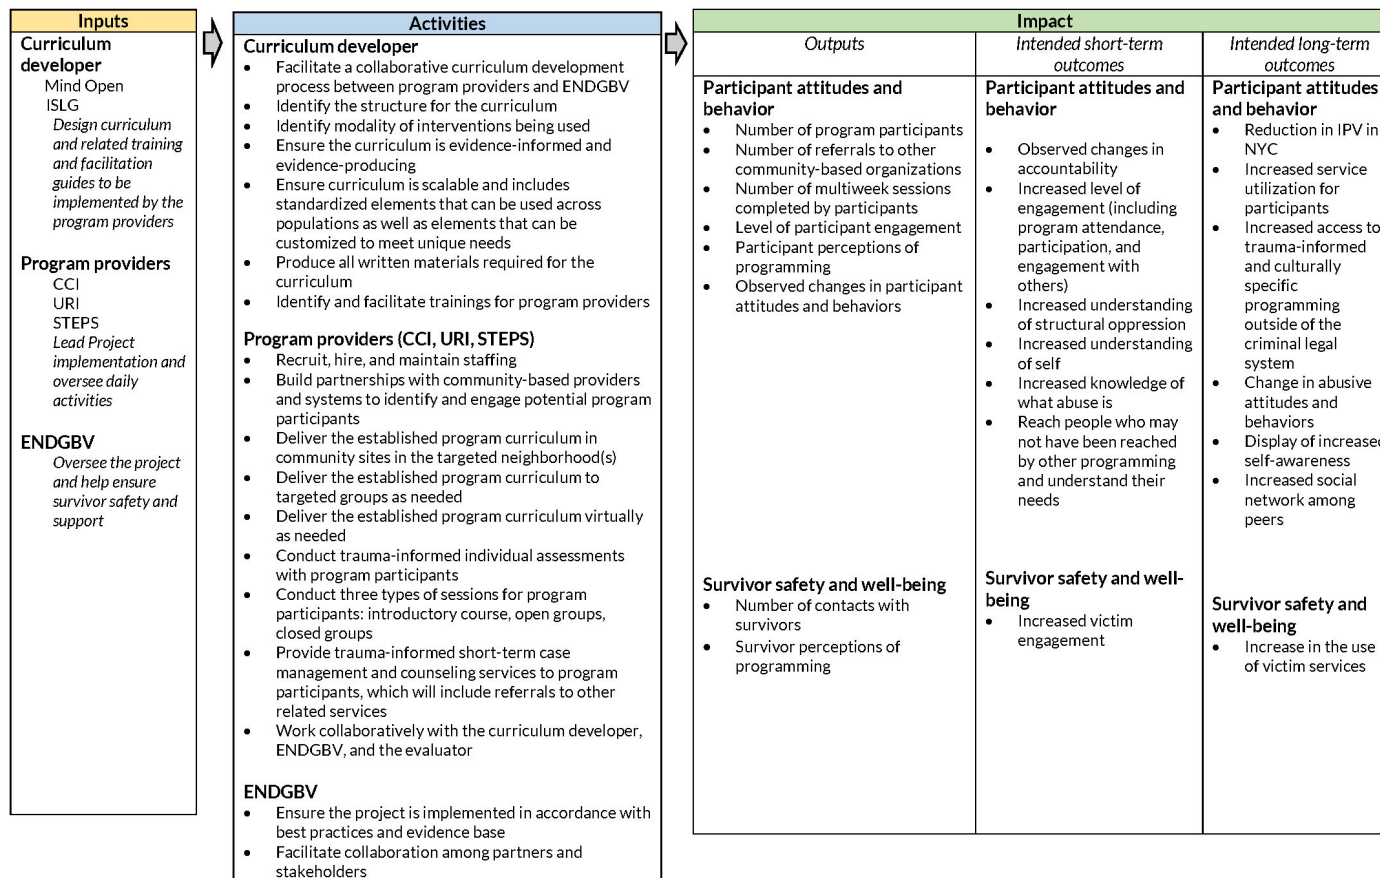 Inputs
Curriculum
developer
Mind Open
ISLG
Design curriculum
and related training
and facilitation
guides to be
implemented by the
program providers
Program providers
CCI
URI
STEPS
Lead Project
implementation and
oversee daily
activities
ENDGBV
Oversee the project
and help ensure
survivor safety and
support
Activities
Curriculum developer
• Facilitate a collaborative curriculum development
process between program providers and ENDGBV
• Identify the structure for the curriculum
• Identify modality of interventions being used
• Ensure the curriculum is evidence-informed and
evidence-producing
• Ensure curriculum is scalable and includes
standardized elements that can be used across
populations as well as elements that can be
customized to meet unique needs
• Produce all written materials required for the
curriculum
• Identify and facilitate trainings for program providers
Program providers (CCI, URI, STEPS)
• Recruit, hire, and maintain staffing
• Build partnerships with community-based providers
and systems to identify and engage potential program
participants
• Deliver the established program curriculum in
community sites in the targeted neighborhood(s)
• Deliver the established program curriculum to
targeted groups as needed
• Deliver the established program curriculum virtually
as needed
• Conduct trauma-informed individual assessments
with program participants
• Conduct three types of sessions for program
participants: introductory course, open groups,
closed groups
• Provide trauma-informed short-term case
management and counseling services to program
participants, which will include referrals to other
related services
• Work collaboratively with the curriculum developer,
ENDGBV, and the evaluator
ENDGBV
• Ensure the project is implemented in accordance with
best practices and evidence base
• Facilitate collaboration among partners and
stakeholders
Impact
Outputs
Participant attitudes and
behavior
• Number of program participants
• Number of referrals to other
community-based organizations
• Number of multiweek sessions
completed by participants
• Level of participant engagement
• Participant perceptions of
programming
• Observed changes in participant
attitudes and behaviors
Survivor safety and well-being
• Number of contacts with
survivors
• Survivor perceptions of
programming
Intended short-term
outcomes
Participant attitudes and
behavior
• Observed changes in
accountability
• Increased level of
engagement (including
program attendance,
participation, and
engagement with
others)
• Increased understanding
of structural oppression
• Increased understanding
of self
• Increased knowledge of
what abuse is
• Reach people who may
not have been reached
by other programming
and understand their
needs
Survivor safety and well-
being
• Increased victim
engagement
Intended long-term
outcomes
Participant attitudes
and behavior
• Reduction in IPV in
NYC
• Increased service
utilization for
participants
• Increased access to
trauma-informed
and culturally
specific
programming
outside of the
criminal legal
system
• Change in abusive
attitudes and
behaviors
• Display of increased
self-awareness
• Increased social
network among
peers
Survivor safety and
well-being
• Increase in the use
of victim services